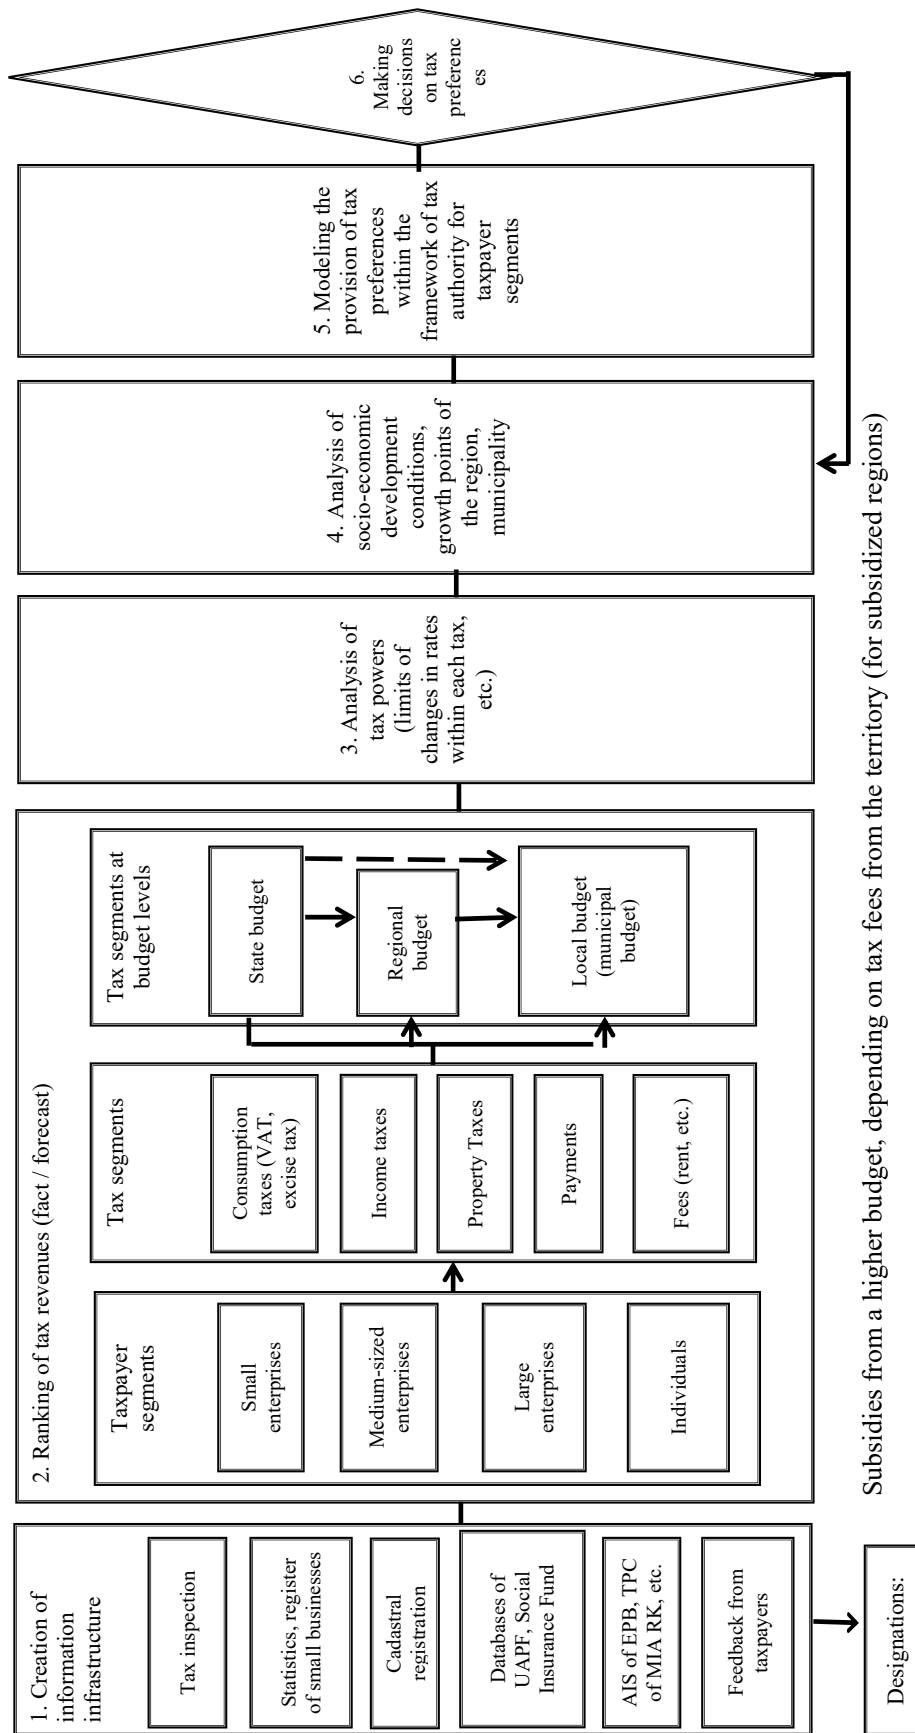 1. Creation of
information
infrastructure
Tax inspection
Statistics, register
of small businesses
Cadastral
registration
Databases of
UAPF, Social
Insurance Fund
AIS of EPB, TPC
of MIA RK, etc.
Feedback from
taxpayers
2. Ranking of tax revenues (fact / forecast)
Taxpayer
segments
Small
enterprises
Medium-sized
enterprises
Large
enterprises
Individuals
Tax segments
Consumption
taxes (VAT,
excise tax)
Income taxes
Property Taxes
Payments
Fees (rent, etc.)
Tax segments at
budget levels
State budget
Regional
budget
Local budget
(municipal
budget)
3. Analysis of
tax powers
(limits of
changes in rates
within each tax,
etc.)
4. Analysis of
socio-economic
development
conditions,
growth points of
the region,
municipality
5. Modeling the
provision of tax
preferences
within the
framework of tax
authority for
taxpayer
segments
6.
Making
decisions
on tax
preferenc
es
Designations:
Subsidies from a higher budget, depending on tax fees from the territory (for subsidized regions)